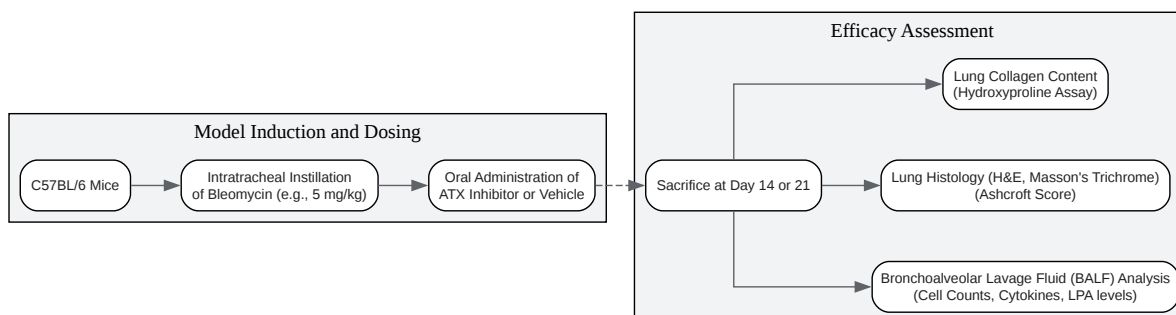 Efficacy Assessment
Lung Collagen Content
(Hydroxyproline Assay)
Model Induction and Dosing
C57BL/6 Mice
Intratracheal Instillation
of Bleomycin (e.g., 5 mg/kg)
Oral Administration of
ATX Inhibitor or Vehicle
Sacrifice at Day 14 or 21
Lung Histology (H&E, Masson's Trichrome)
(Ashcroft Score)
Bronchoalveolar Lavage Fluid (BALF) Analysis
(Cell Counts, Cytokines, LPA levels)